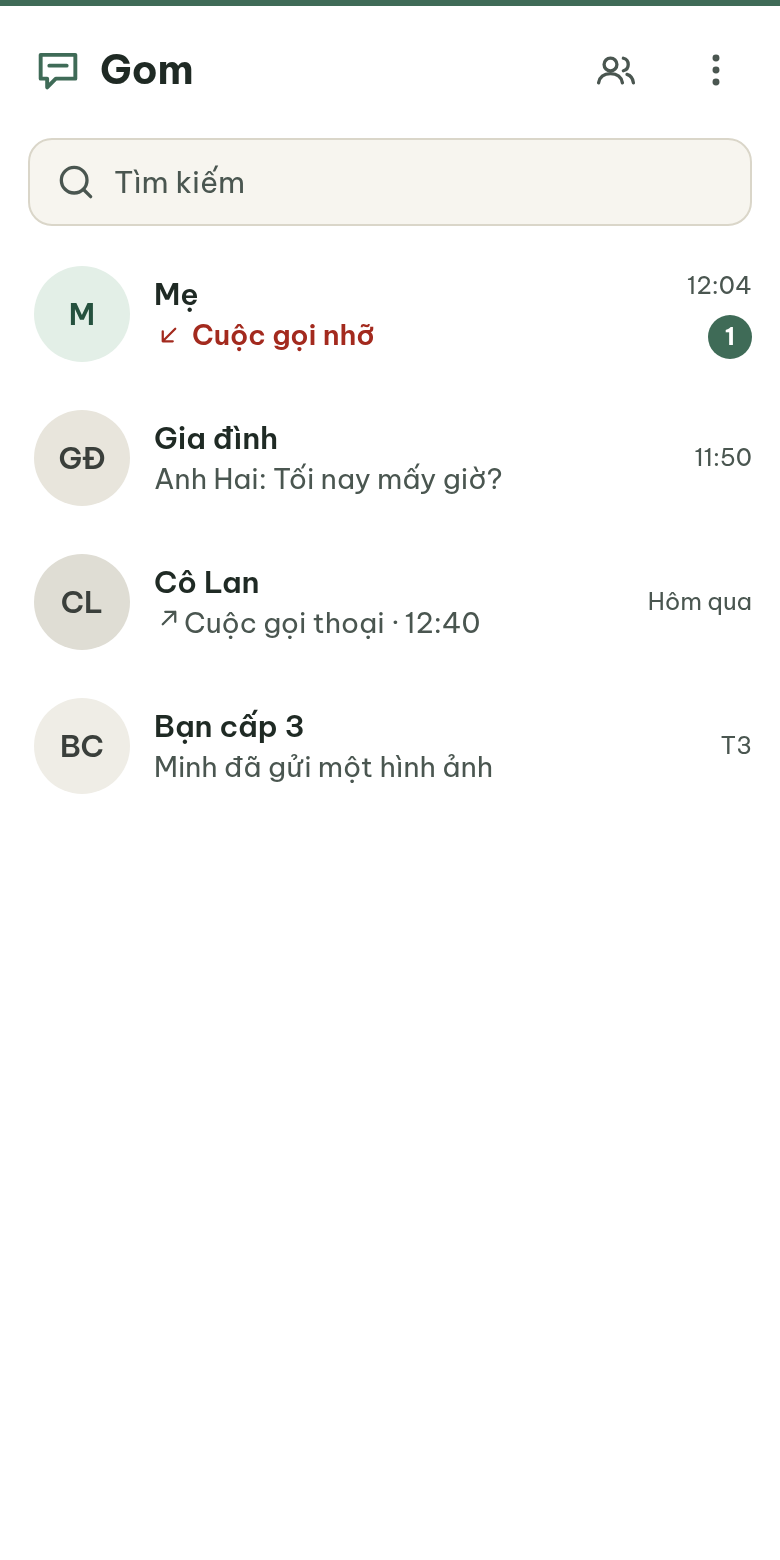 Gom
Tìm kiếm
M
Mẹ
12:04
↙ Cuộc gọi nhỡ
1
GĐ
Gia đình
11:50
Anh Hai: Tối nay mấy giờ?
CL
Cô Lan
Hôm qua
↗ Cuộc gọi thoại · 12:40
BC
Bạn cấp 3
T3
Minh đã gửi một hình ảnh